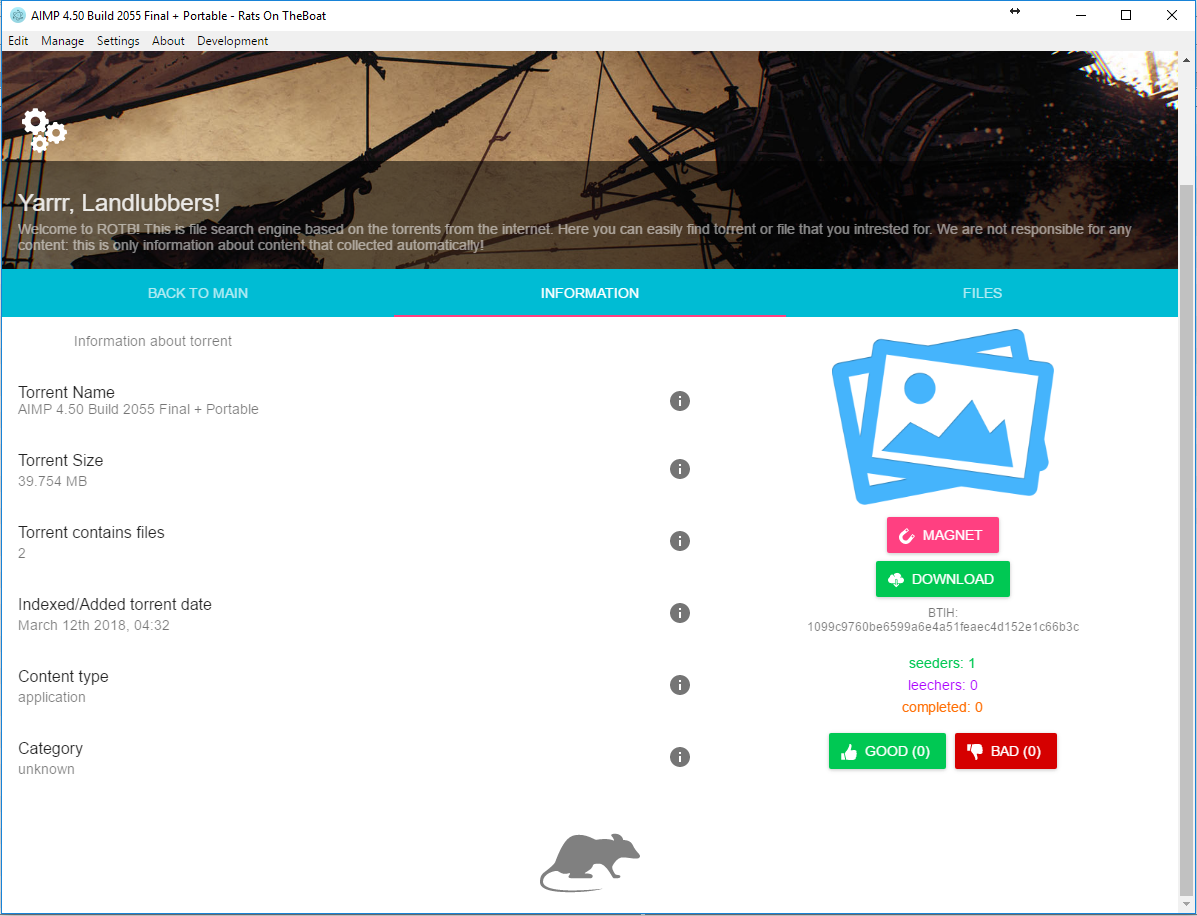 AIMP 4.50 Build 2055 Final + Portable - Rats On TheBoat
Edit Manage Settings About Development
Yarrr, Landlubbers!
Welcome to ROTB! This is file search engine based on the torrents from the internet. Here you can easily find torrent or file that you intrested for. We are not responsible for any
content: this is only information about content that collected automatically!
BACK TO MAIN INFORMATION FILES
Information about torrent
Torrent Name
AIMP 4.50 Build 2055 Final + Portable
Torrent Size
39.754 MB
Torrent contains files
2
Indexed/Added torrent date
March 12th 2018, 04:32
Content type
application
Category
unknown
MAGNET
DOWNLOAD
BTIH:
1099c9760be6599a6e4a51feaec4d152e1c66b3c
seeders: 1
leechers: 0
completed: 0
GOOD (0) BAD (0)